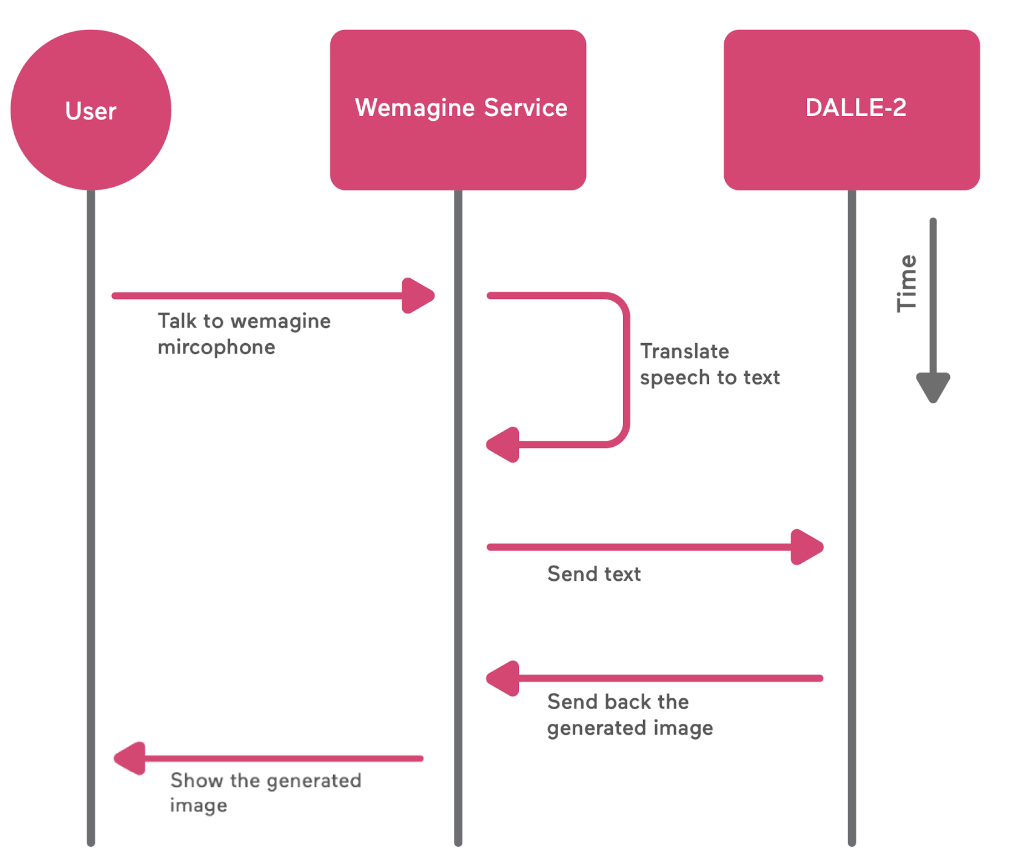 User
Wemagine Service
DALLE-2
Time
Talk to wemagine
mircophone
Translate
speech to text
Send text
Send back the
generated image
Show the generated
image